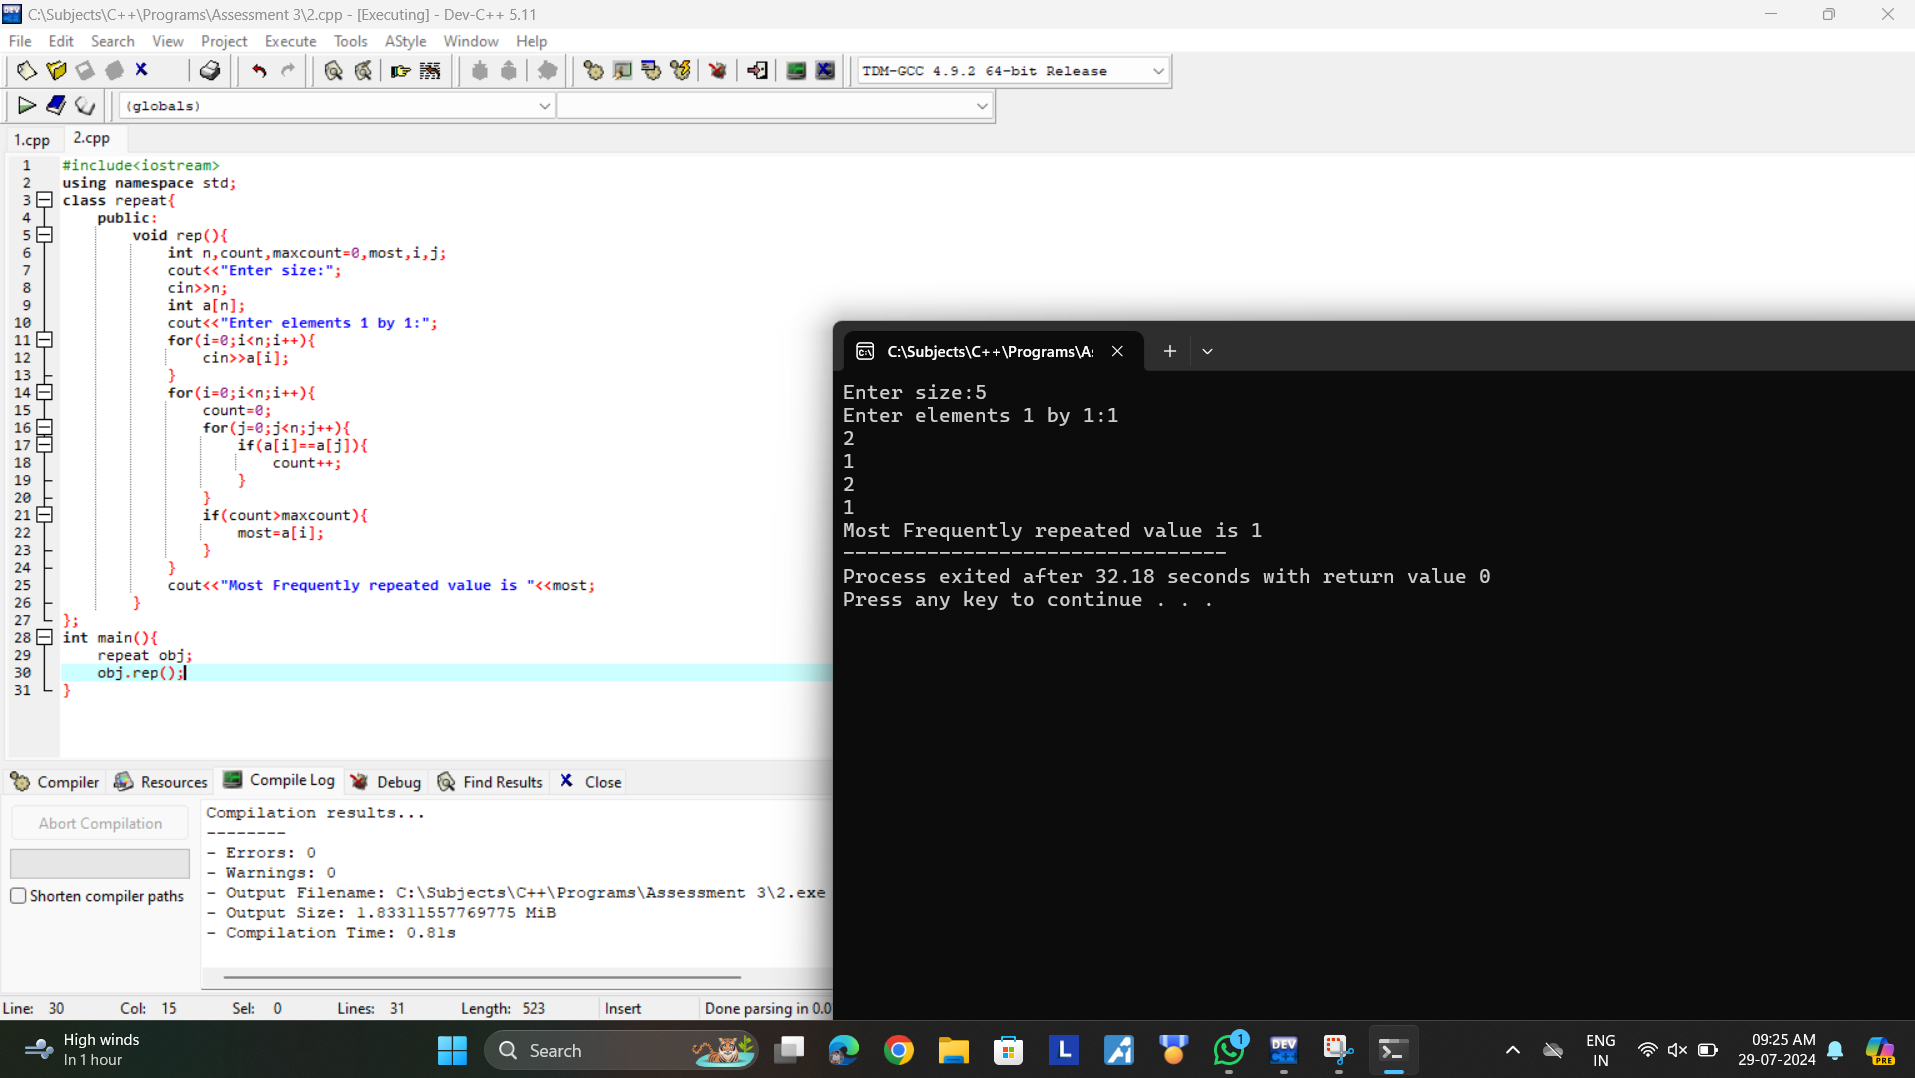 C:\Subjects\C++\Programs\Assessment 3\2.cpp - [Executing] - Dev-C++ 5.11
File Edit Search View Project Execute Tools AStyle Window Help
TDM-GCC 4.9.2 64-bit Release
(globals)
1.cpp 2.cpp
1 #include<iostream>
2 using namespace std;
3 class repeat{
4 public:
5 void rep(){
6 int n,count,maxcount=0,most,i,j;
7 cout<<"Enter size:";
8 cin>>n;
9 int a[n];
10 cout<<"Enter elements 1 by 1:";
11 for(i=0;i<n;i++){
12 cin>>a[i];
13 }
14 for(i=0;i<n;i++){
15 count=0;
16 for(j=0;j<n;j++){
17 if(a[i]==a[j]){
18 count++;
19 }
20 }
21 if(count>maxcount){
22 most=a[i];
23 }
24 }
25 cout<<"Most Frequently repeated value is "<<most;
26 }
27 };
28 int main(){
29 repeat obj;
30 obj.rep();
31 }
C:\Subjects\C++\Programs\A
Enter size:5
Enter elements 1 by 1:1
2
1
2
1
Most Frequently repeated value is 1
--------------------------------
Process exited after 32.18 seconds with return value 0
Press any key to continue . . .
Compiler Resources Compile Log Debug Find Results Close
Abort Compilation
Shorten compiler paths
Compilation results...
--------
- Errors: 0
- Warnings: 0
- Output Filename: C:\Subjects\C++\Programs\Assessment 3\2.exe
- Output Size: 1.83311557769775 MiB
- Compilation Time: 0.81s
Line: 30 Col: 15 Sel: 0 Lines: 31 Length: 523 Insert Done parsing in 0.0
High winds
In 1 hour
Search
L
1
DEV
ENG
IN
09:25 AM
29-07-2024
PRE